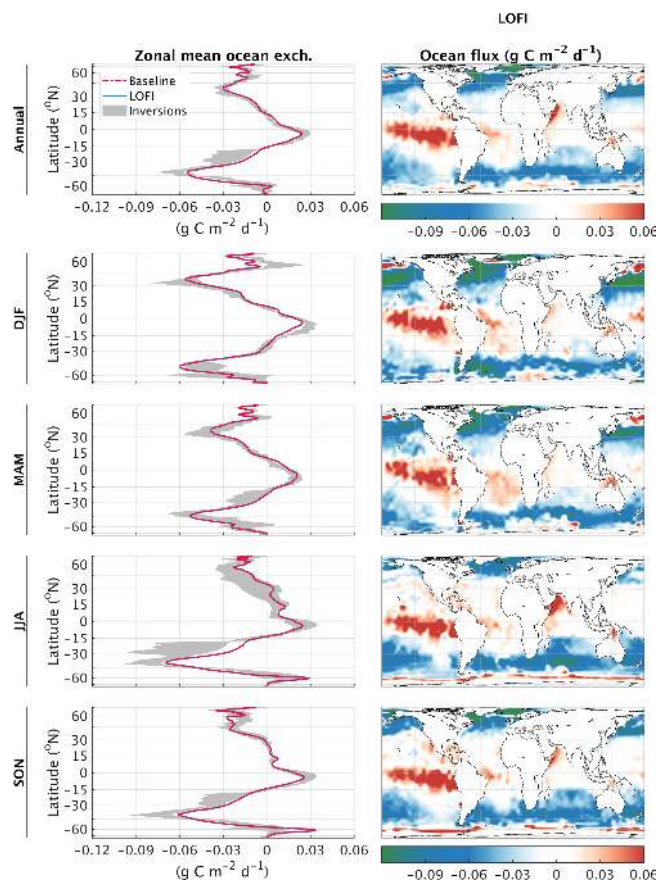 LOFI
Zonal mean ocean exch.
Ocean flux (g C m⁻² d⁻¹)
Annual
Latitude (⁰N)
60
30
15
0
−15
−30
−60
Baseline
LOFI
Inversions
−0.12 −0.09 −0.06 −0.03 0 0.03 0.06
(g C m⁻² d⁻¹)
−0.09 −0.06 −0.03 0 0.03 0.06
DJF
Latitude (⁰N)
60
30
15
0
−15
−30
−60
MAM
Latitude (⁰N)
60
30
15
0
−15
−30
−60
JJA
Latitude (⁰N)
60
30
15
0
−15
−30
−60
SON
Latitude (⁰N)
60
30
15
0
−15
−30
−60
−0.12 −0.09 −0.06 −0.03 0 0.03 0.06
(g C m⁻² d⁻¹)
−0.09 −0.06 −0.03 0 0.03 0.06